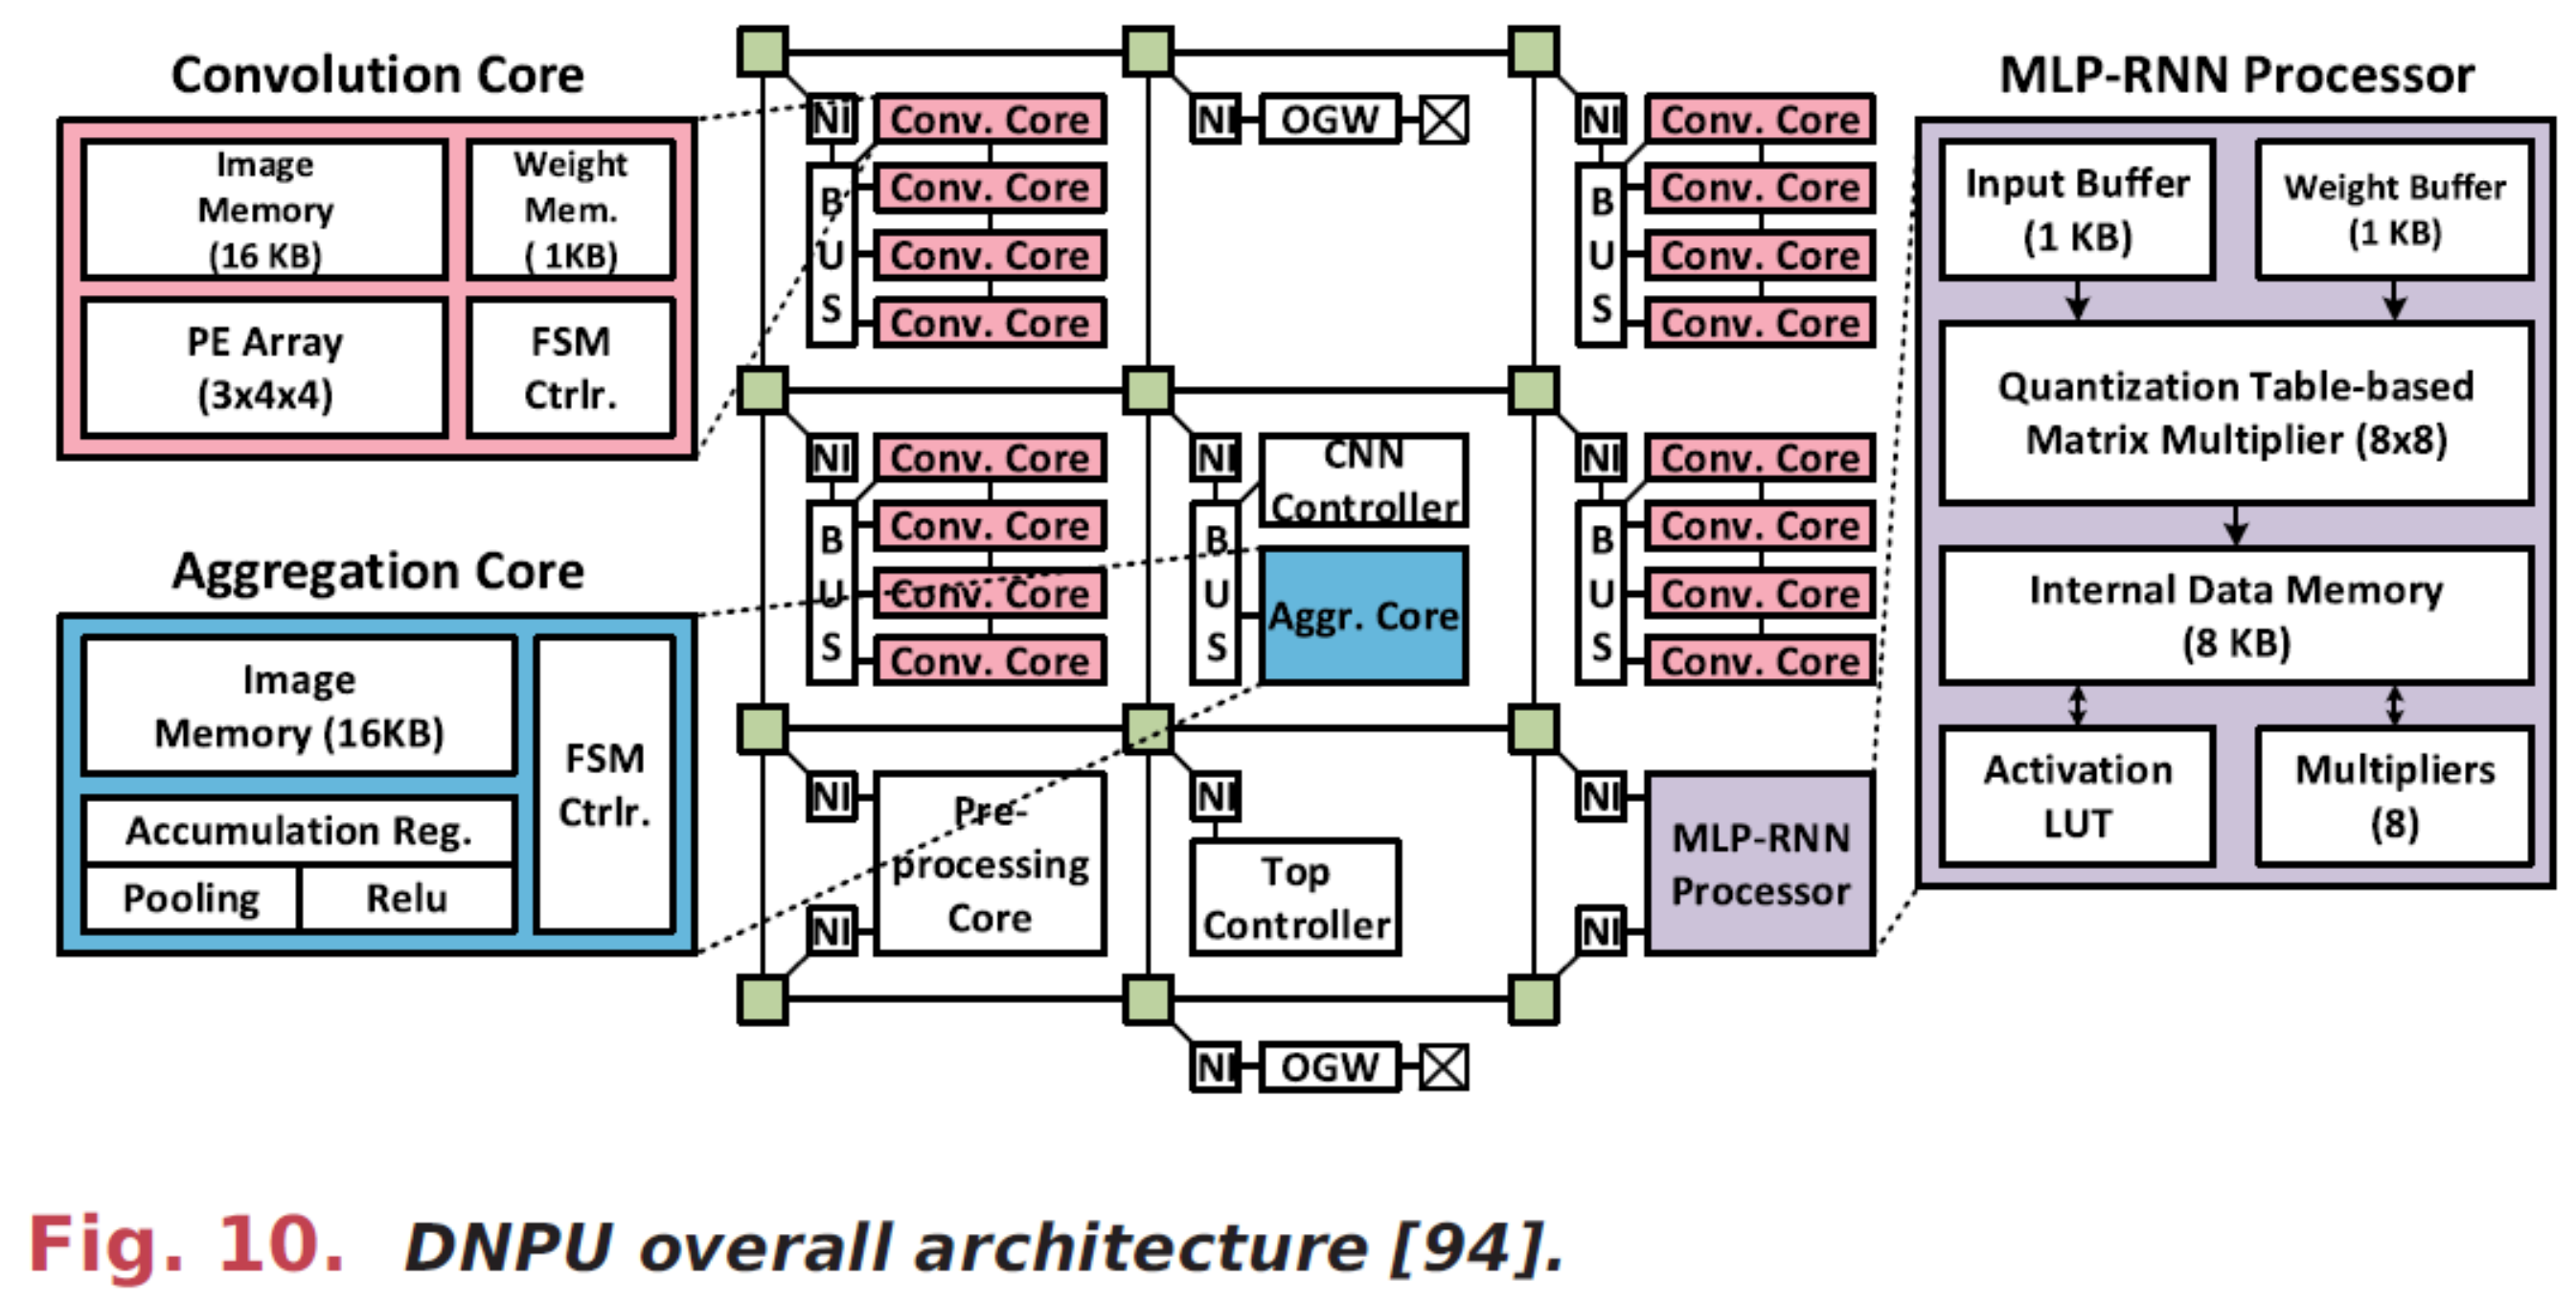 Convolution Core
Image
Memory
(16 KB)
Weight
Mem.
( 1KB)
PE Array
(3x4x4)
FSM
Ctrlr.
Aggregation Core
Image
Memory (16KB)
Accumulation Reg.
Pooling
Relu
FSM
Ctrlr.
NI
B
U
S
Conv. Core
Conv. Core
Conv. Core
Conv. Core
NI
OGW
NI
B
U
S
Conv. Core
Conv. Core
Conv. Core
Conv. Core
NI
B
U
S
Conv. Core
Conv. Core
Conv. Core
Conv. Core
NI
B
U
S
CNN
Controller
Aggr. Core
NI
B
U
S
Conv. Core
Conv. Core
Conv. Core
Conv. Core
NI
NI
Pre-
processing
Core
NI
Top
Controller
NI
NI
MLP-RNN
Processor
NI
OGW
MLP-RNN Processor
Input Buffer
(1 KB)
Weight Buffer
(1 KB)
Quantization Table-based
Matrix Multiplier (8x8)
Internal Data Memory
(8 KB)
Activation
LUT
Multipliers
(8)
Fig. 10. DNPU overall architecture [94].